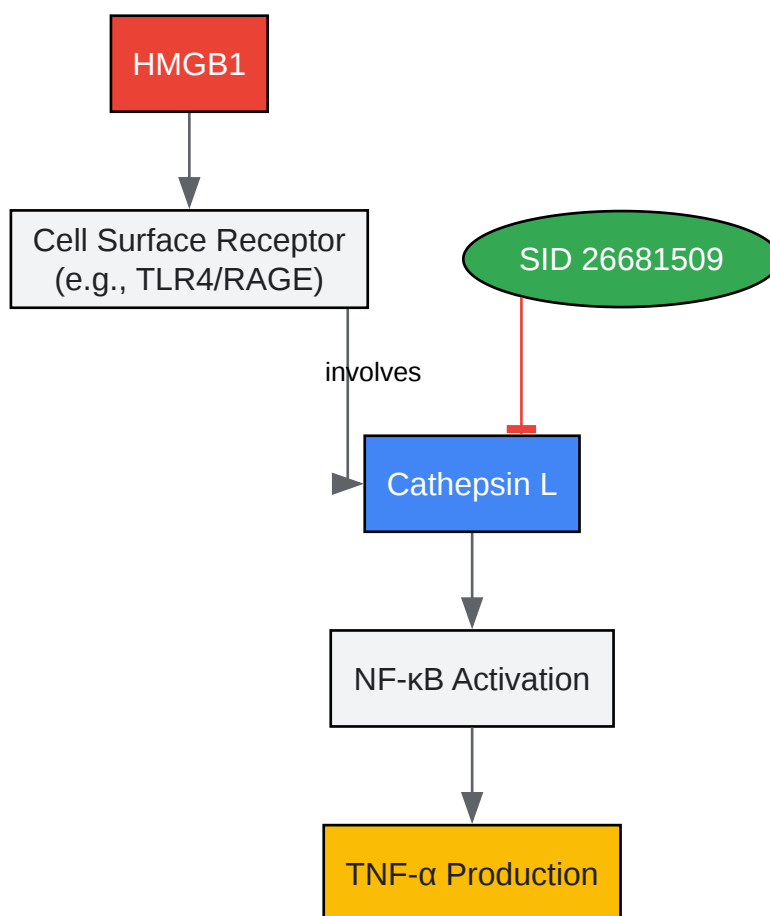 HMGB1
Cell Surface Receptor
(e.g., TLR4/RAGE)
SID 26681509
involves
Cathepsin L
NF-κB Activation
TNF-α Production